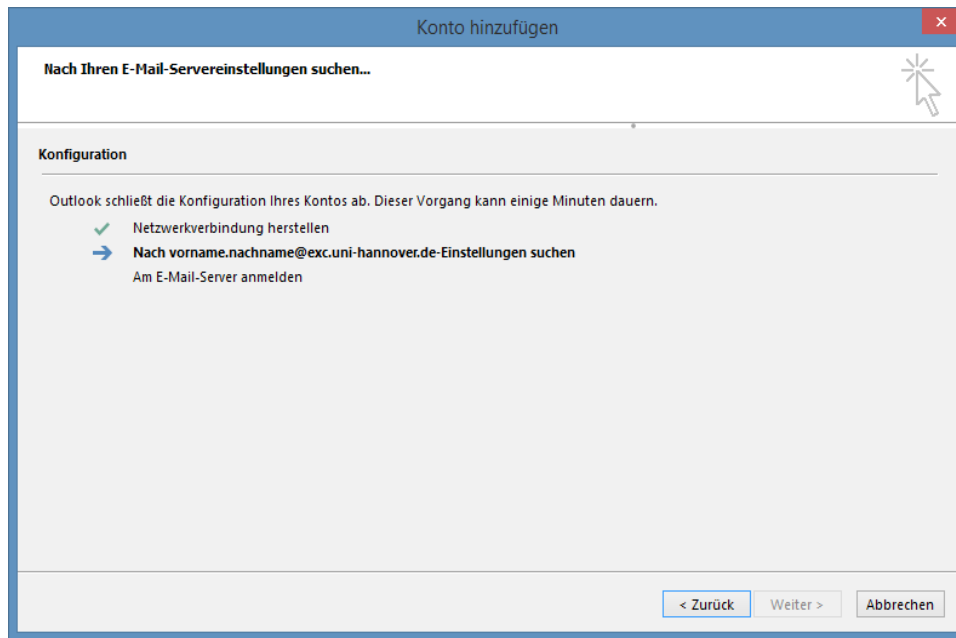 Konto hinzufügen
Nach Ihren E-Mail-Servereinstellungen suchen...
Konfiguration
Outlook schließt die Konfiguration Ihres Kontos ab. Dieser Vorgang kann einige Minuten dauern.
Netzwerkverbindung herstellen
Nach vorname.nachname@exc.uni-hannover.de-Einstellungen suchen
Am E-Mail-Server anmelden
< Zurück Weiter > Abbrechen